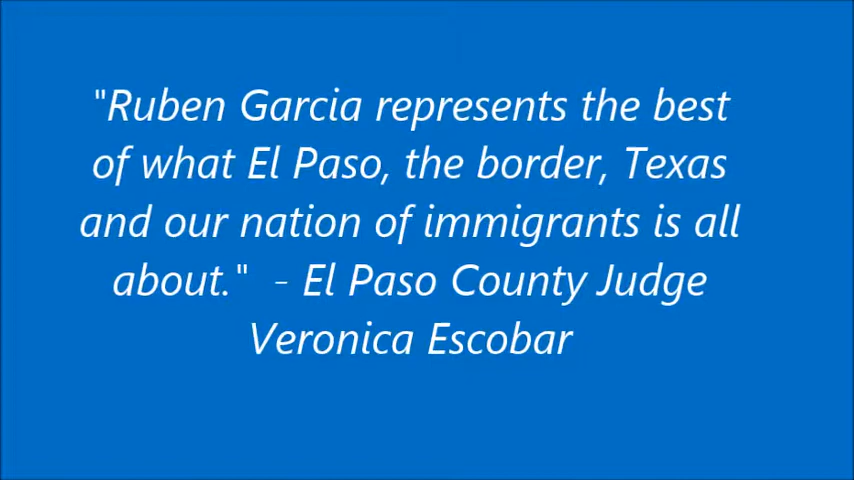 "Ruben Garcia represents the best
of what El Paso, the border, Texas
and our nation of immigrants is all
about."  - El Paso County Judge
Veronica Escobar